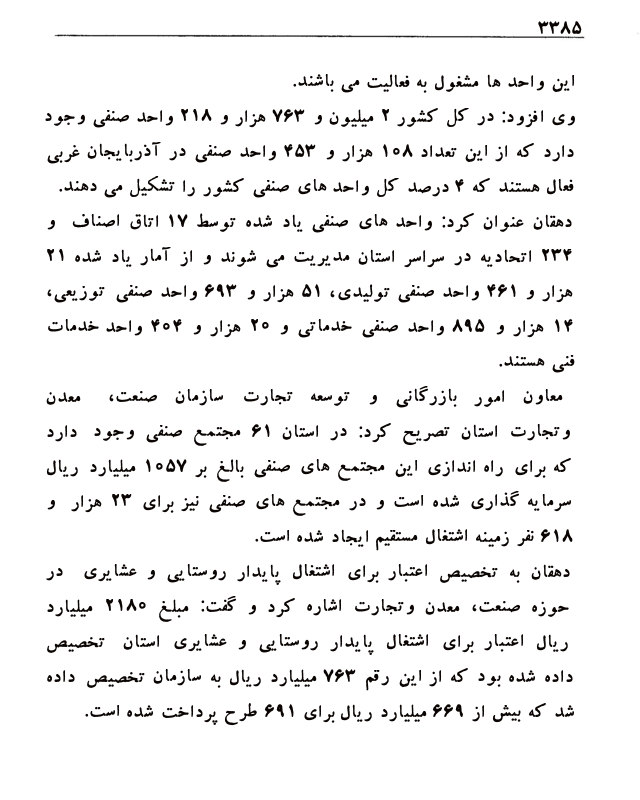 ۳۳۸۵
این واحد ها مشغول به فعالیت می باشند.
وی افزود: در کل کشور ۲ میلیون و ۷۶۳ هزار و ۲۱۸ واحد صنفی وجود
دارد که از این تعداد ۱۰۸ هزار و ۴۵۳ واحد صنفی در آذربایجان غربی
فعال هستند که ۴ درصد کل واحد های صنفی کشور را تشکیل می دهند.
دهقان عنوان کرد: واحد های صنفی یاد شده توسط ۱۷ اتاق اصناف و
۲۳۴ اتحادیه در سراسر استان مدیریت می شوند و از آمار یاد شده ۲۱
هزار و ۴۶۱ واحد صنفی تولیدی، ۵۱ هزار و ۶۹۳ واحد صنفی توزیعی،
۱۴ هزار و ۸۹۵ واحد صنفی خدماتی و ۲۰ هزار و ۴۰۴ واحد خدمات
فنی هستند.
معاون امور بازرگانی و توسعه تجارت سازمان صنعت، معدن
وتجارت استان تصریح کرد: در استان ۶۱ مجتمع صنفی وجود دارد
که برای راه اندازی این مجتمع های صنفی بالغ بر ۱۰۵۷ میلیارد ریال
سرمایه گذاری شده است و در مجتمع های صنفی نیز برای ۲۳ هزار و
۶۱۸ نفر زمینه اشتغال مستقیم ایجاد شده است.
دهقان به تخصیص اعتبار برای اشتغال پایدار روستایی و عشایری در
حوزه صنعت، معدن وتجارت اشاره کرد و گفت: مبلغ ۲۱۸۰ میلیارد
ریال اعتبار برای اشتغال پایدار روستایی و عشایری استان تخصیص
داده شده بود که از این رقم ۷۶۳ میلیارد ریال به سازمان تخصیص داده
شد که بیش از ۶۶۹ میلیارد ریال برای ۶۹۱ طرح پرداخت شده است.